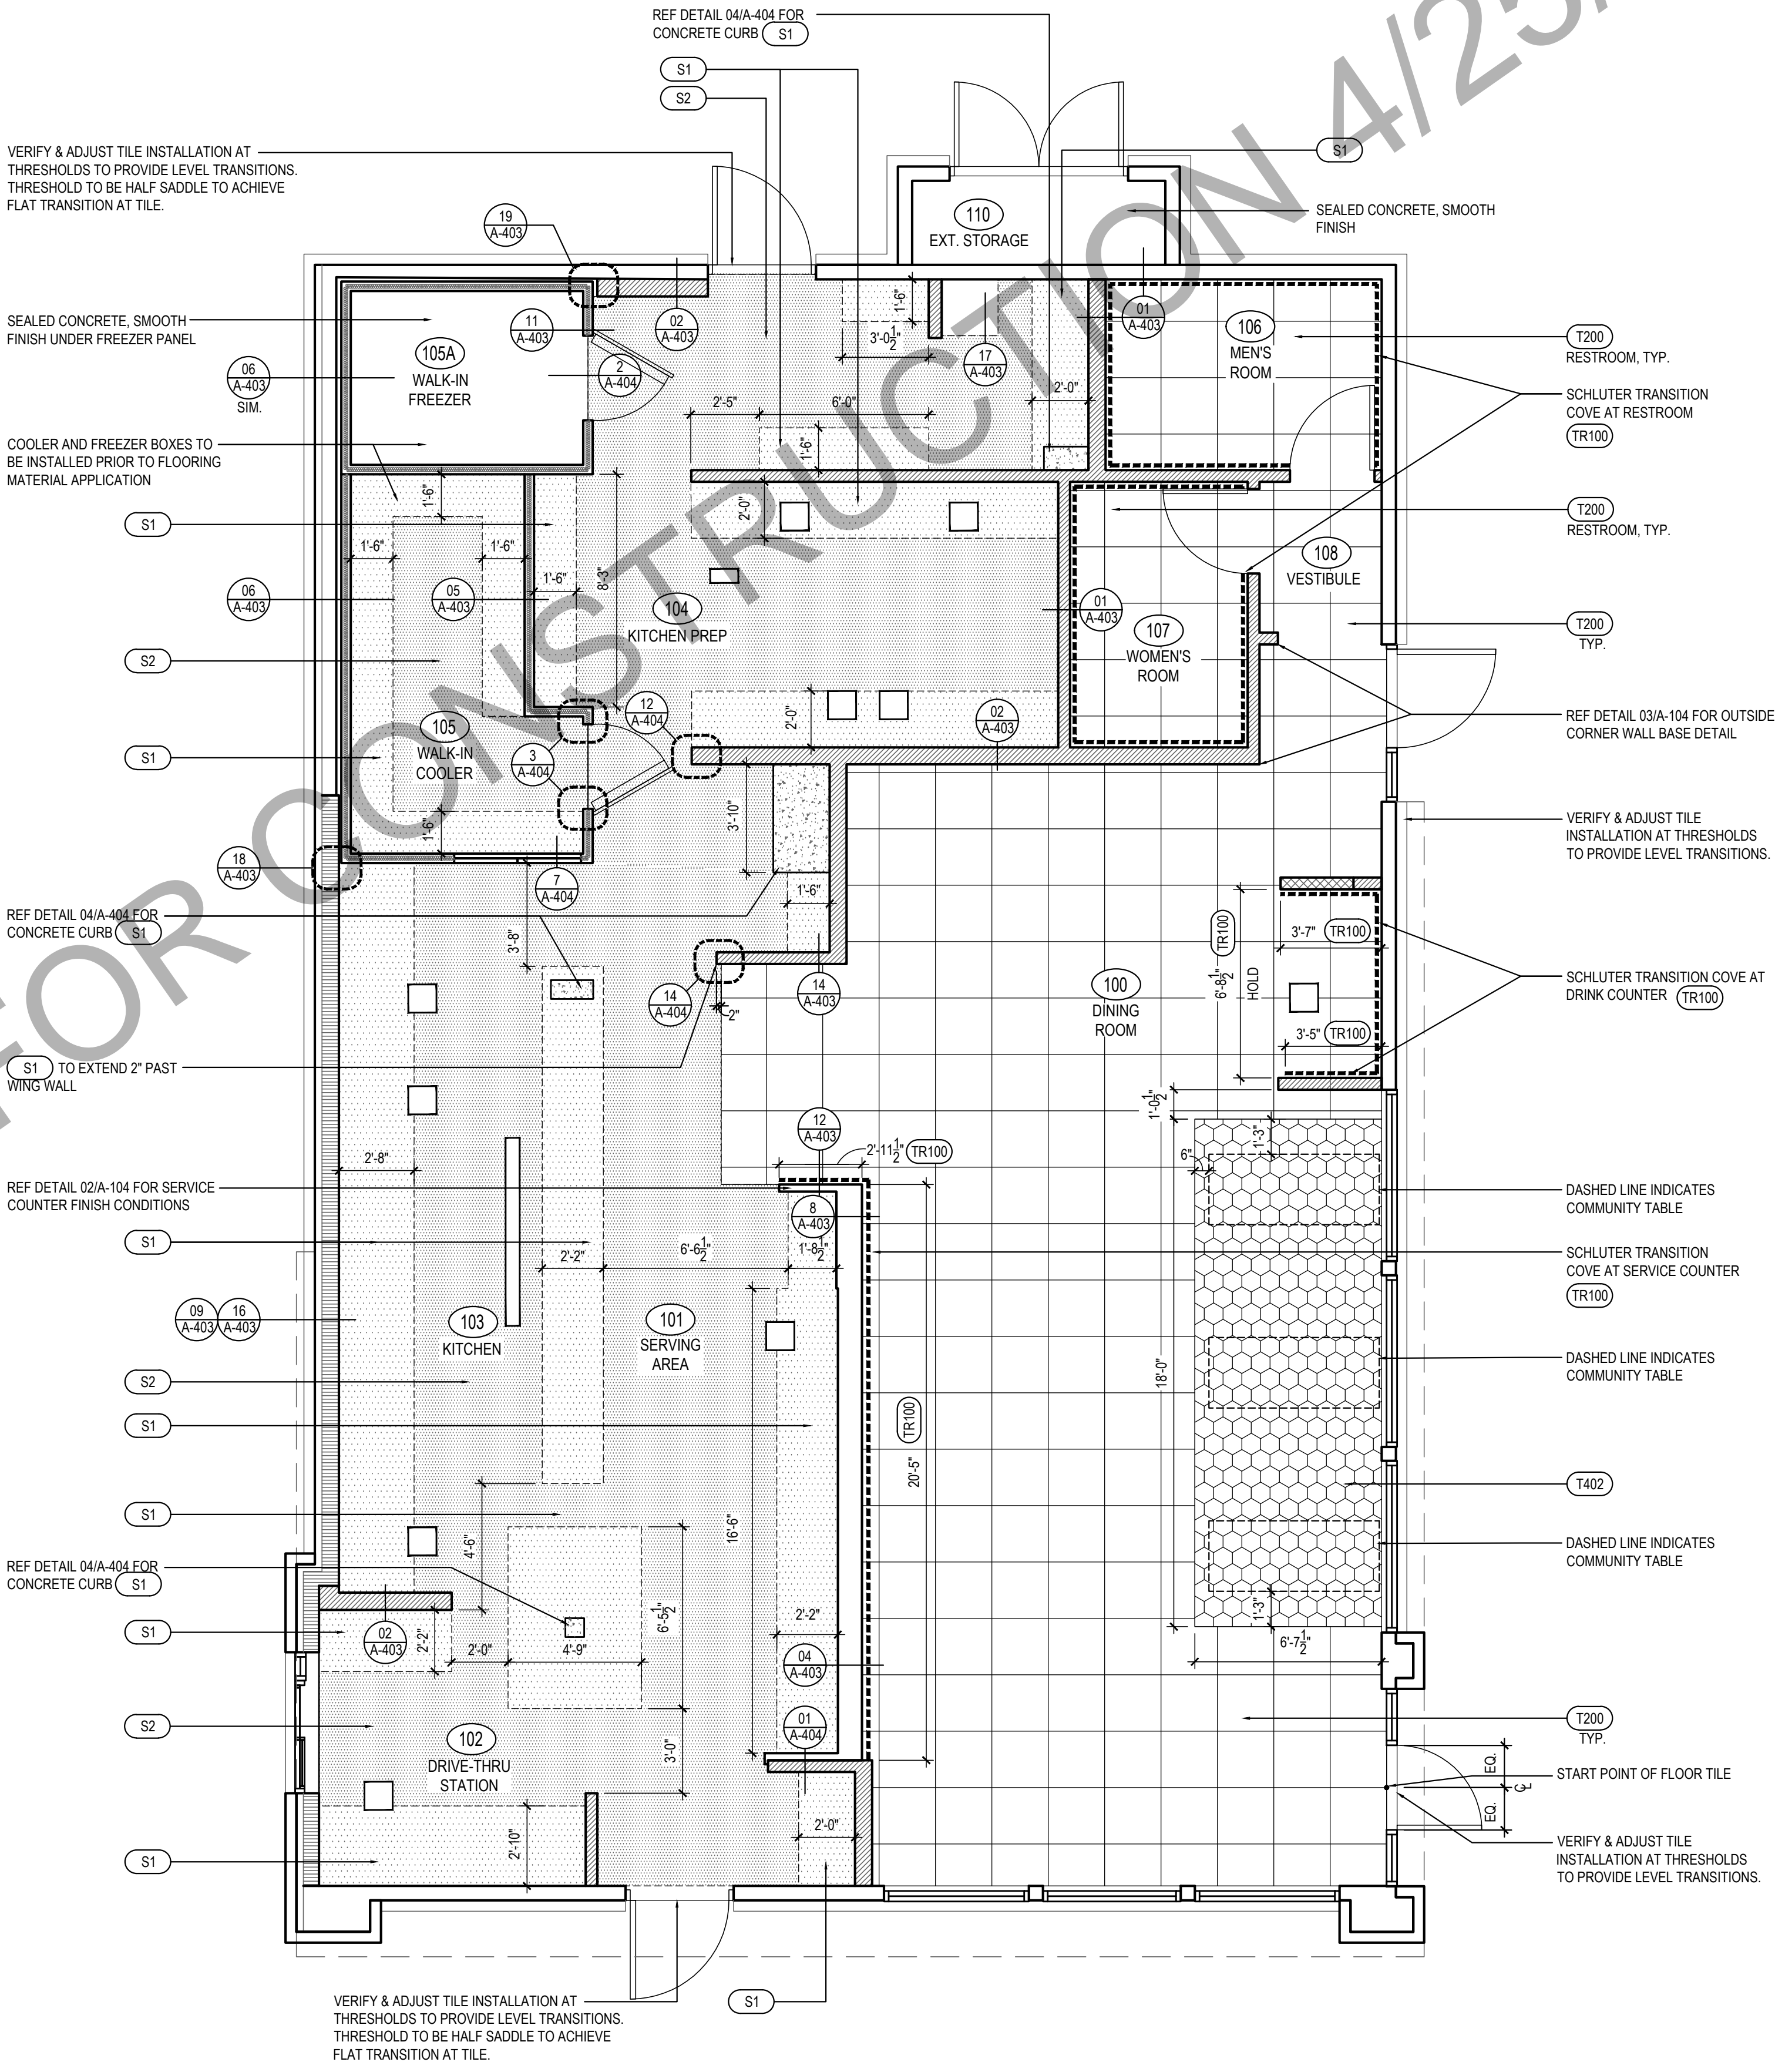 REF DETAIL 04/A-404 FOR
CONCRETE CURB S1
S1
S2
VERIFY & ADJUST TILE INSTALLATION AT
THRESHOLDS TO PROVIDE LEVEL TRANSITIONS.
THRESHOLD TO BE HALF SADDLE TO ACHIEVE
FLAT TRANSITION AT TILE.
S1
SEALED CONCRETE, SMOOTH
FINISH
110
EXT. STORAGE
19
A-403
SEALED CONCRETE, SMOOTH
FINISH UNDER FREEZER PANEL
105A
WALK-IN
FREEZER
11
A-403
02
A-403
2
A-404
1'-6"
3'-0 1/2"
17
A-403
01
A-403
106
MEN'S
ROOM
T200
RESTROOM, TYP.
SCHLUTER TRANSITION
COVE AT RESTROOM
TR100
06
A-403
SIM.
2'-5"
6'-0"
2'-0"
1'-6"
COOLER AND FREEZER BOXES TO
BE INSTALLED PRIOR TO FLOORING
MATERIAL APPLICATION
S1
1'-6"
1'-6"
1'-6"
2'-0"
T200
RESTROOM, TYP.
108
VESTIBULE
06
A-403
05
A-403
1'-6"
8'-3"
104
KITCHEN PREP
01
A-403
107
WOMEN'S
ROOM
T200
TYP.
S2
105
WALK-IN
COOLER
12
A-404
3
A-404
2'-0"
02
A-403
REF DETAIL 03/A-104 FOR OUTSIDE
CORNER WALL BASE DETAIL
S1
1'-6"
3'-10"
VERIFY & ADJUST TILE
INSTALLATION AT THRESHOLDS
TO PROVIDE LEVEL TRANSITIONS.
18
A-403
7
A-404
1'-6"
REF DETAIL 04/A-404 FOR
CONCRETE CURB S1
3'-8"
14
A-404
2"
14
A-403
100
DINING
ROOM
TR100
6'-8 1/2"
HOLD
3'-7" TR100
3'-5" TR100
SCHLUTER TRANSITION COVE AT
DRINK COUNTER TR100
S1 TO EXTEND 2" PAST
WING WALL
1'-0 1/2"
12
A-403
2'-11 1/2" TR100
2'-8"
1'-3"
6"
REF DETAIL 02/A-104 FOR SERVICE
COUNTER FINISH CONDITIONS
8
A-403
DASHED LINE INDICATES
COMMUNITY TABLE
S1
2'-2"
6'-6 1/2"
1'-8 1/2"
SCHLUTER TRANSITION
COVE AT SERVICE COUNTER
TR100
09
A-403
16
A-403
103
KITCHEN
101
SERVING
AREA
DASHED LINE INDICATES
COMMUNITY TABLE
18'-0"
S2
S1
TR100
20'-5"
T402
S1
4'-6"
16'-6"
DASHED LINE INDICATES
COMMUNITY TABLE
REF DETAIL 04/A-404 FOR
CONCRETE CURB S1
6'-5 1/2"
1'-3"
6'-7 1/2"
S1
02
A-403
2'-2"
2'-0"
4'-9"
2'-2"
04
A-403
S2
102
DRIVE-THRU
STATION
3'-0"
01
A-404
T200
TYP.
EQ.
EQ.
START POINT OF FLOOR TILE
2'-10"
2'-0"
S1
VERIFY & ADJUST TILE
INSTALLATION AT THRESHOLDS
TO PROVIDE LEVEL TRANSITIONS.
S1
VERIFY & ADJUST TILE INSTALLATION AT
THRESHOLDS TO PROVIDE LEVEL TRANSITIONS.
THRESHOLD TO BE HALF SADDLE TO ACHIEVE
FLAT TRANSITION AT TILE.
FOR CONSTRUCTION 4/25/